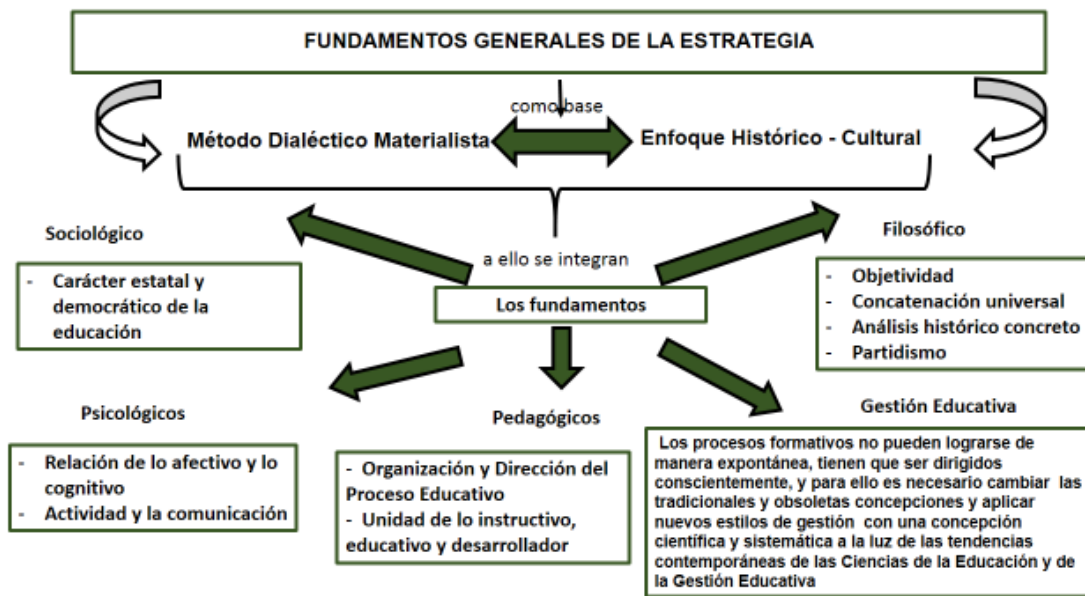 FUNDAMENTOS GENERALES DE LA ESTRATEGIA
como base
Método Dialéctico Materialista
Enfoque Histórico - Cultural
Sociológico
- Carácter estatal y
democrático de la
educación
a ello se integran
Los fundamentos
Filosófico
- Objetividad
- Concatenación universal
- Análisis histórico concreto
- Partidismo
Psicológicos
- Relación de lo afectivo y lo
cognitivo
- Actividad y la comunicación
Pedagógicos
- Organización y Dirección del
Proceso Educativo
- Unidad de lo instructivo,
educativo y desarrollador
Gestión Educativa
Los procesos formativos no pueden lograrse de
manera expontánea, tienen que ser dirigidos
conscientemente, y para ello es necesario cambiar las
tradicionales y obsoletas concepciones y aplicar
nuevos estilos de gestión con una concepción
científica y sistemática a la luz de las tendencias
contemporáneas de las Ciencias de la Educación y de
la Gestión Educativa